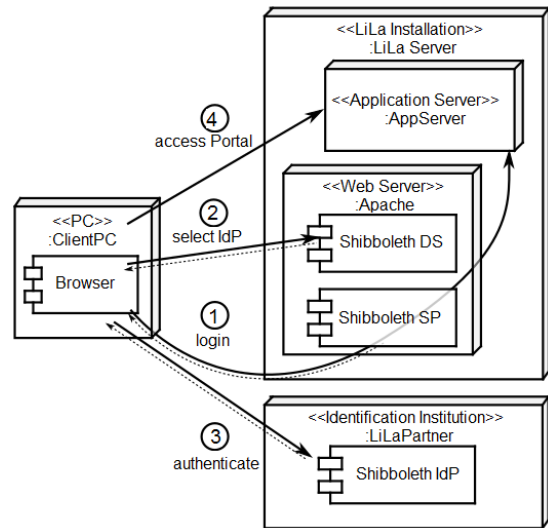 <<LiLa Installation>>
:LiLa Server
<<Application Server>>
:AppServer
4
access Portal
<<Web Server>>
:Apache
<<PC>>
:ClientPC
2
select IdP
Shibboleth DS
Browser
1
login
Shibboleth SP
<<Identification Institution>>
:LiLaPartner
3
authenticate
Shibboleth IdP